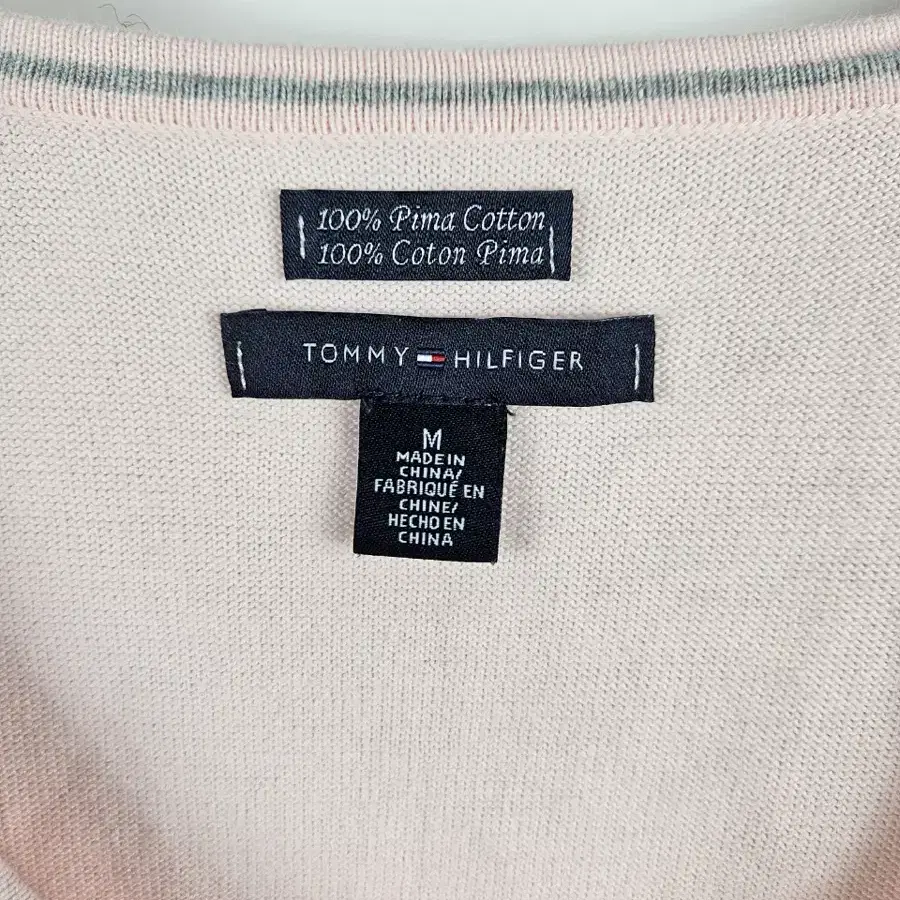 100% Pima Cotton
100% Coton Pima
TOMMY HILFIGER
M
MADE IN
CHINA/
FABRIQUÉ EN
CHINE/
HECHO EN
CHINA